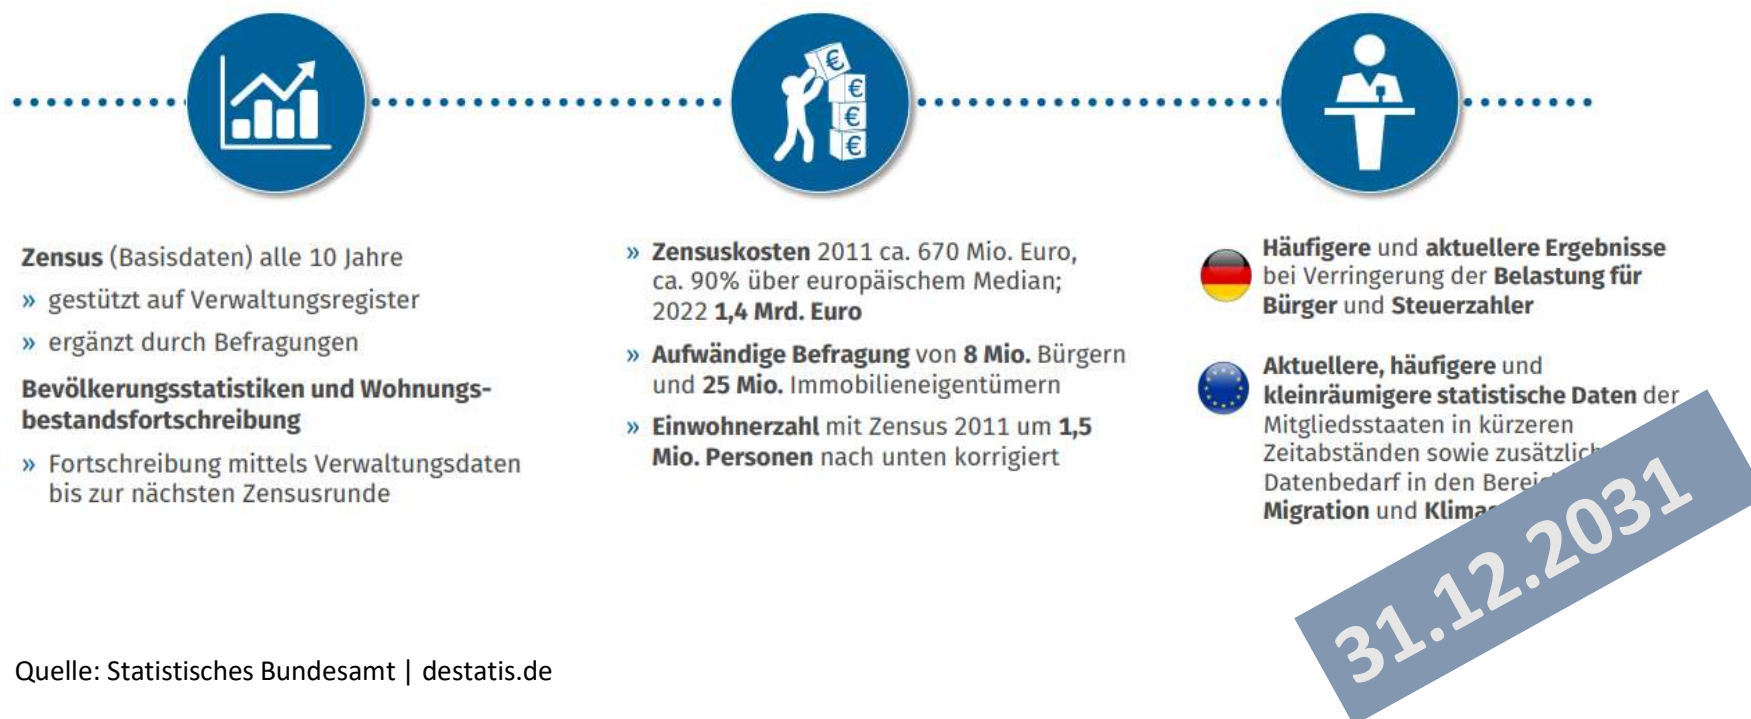 Zensus (Basisdaten) alle 10 Jahre
» gestützt auf Verwaltungsregister
» ergänzt durch Befragungen
Bevölkerungsstatistiken und Wohnungs-
bestandsfortschreibung
» Fortschreibung mittels Verwaltungsdaten
bis zur nächsten Zensusrunde
» Zensuskosten 2011 ca. 670 Mio. Euro,
ca. 90% über europäischem Median;
2022 1,4 Mrd. Euro
» Aufwändige Befragung von 8 Mio. Bürgern
und 25 Mio. Immobilieneigentümern
» Einwohnerzahl mit Zensus 2011 um 1,5
Mio. Personen nach unten korrigiert
Häufigere und aktuellere Ergebnisse
bei Verringerung der Belastung für
Bürger und Steuerzahler
Aktuellere, häufigere und
kleinräumigere statistische Daten der
Mitgliedsstaaten in kürzeren
Zeitabständen sowie
Datenbedarf in den
Migration und
31.12.2031
Quelle: Statistisches Bundesamt | destatis.de
€
€
€
€